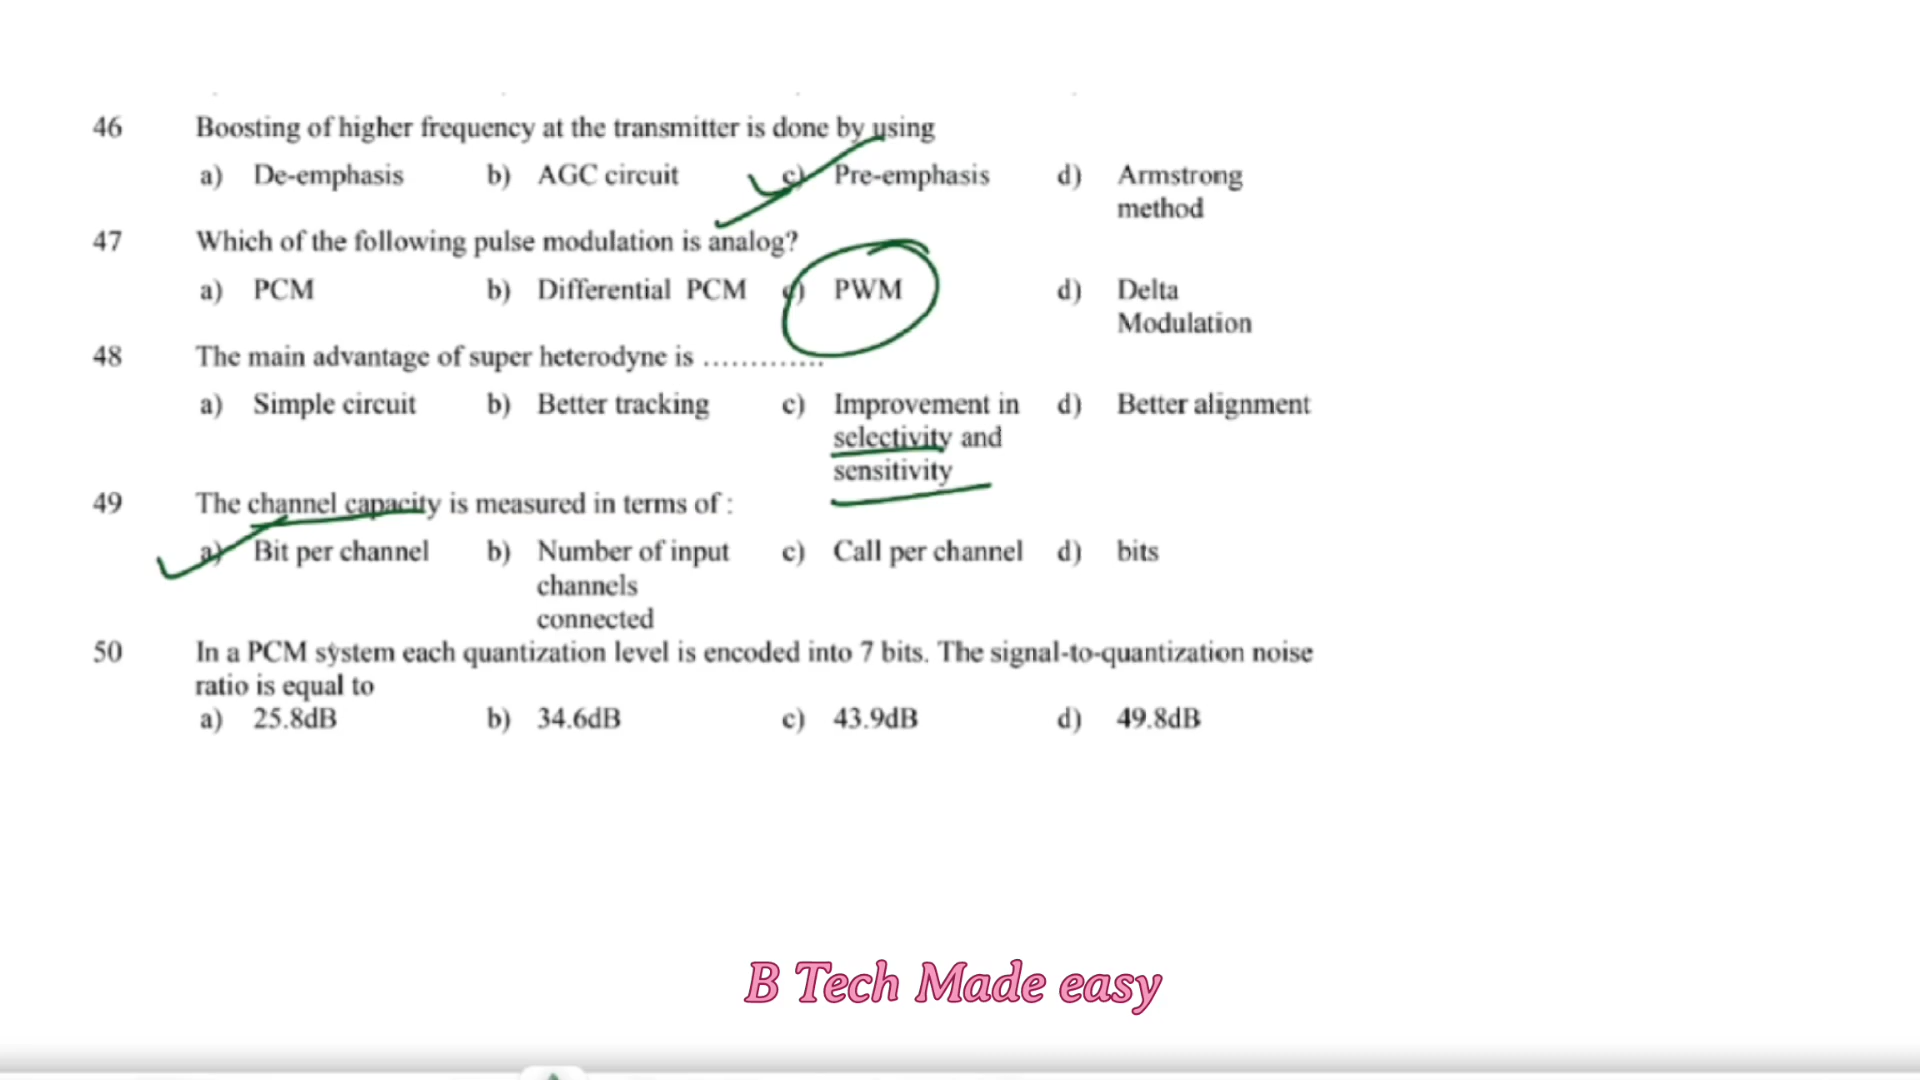 46 Boosting of higher frequency at the transmitter is done by using
a) De-emphasis b) AGC circuit c) Pre-emphasis d) Armstrong
method
47 Which of the following pulse modulation is analog?
a) PCM b) Differential PCM c) PWM d) Delta
Modulation
48 The main advantage of super heterodyne is .............
a) Simple circuit b) Better tracking c) Improvement in d) Better alignment
selectivity and
sensitivity
49 The channel capacity is measured in terms of :
a) Bit per channel b) Number of input c) Call per channel d) bits
channels
connected
50 In a PCM system each quantization level is encoded into 7 bits. The signal-to-quantization noise
ratio is equal to
a) 25.8dB b) 34.6dB c) 43.9dB d) 49.8dB
B Tech Made easy